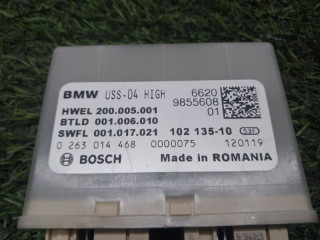 BMW USS-04 HIGH 6620
HWEL 200.005.001 9855608
BTLD 001.006.010 01
SWFL 001.017.021 102 135-10
0 263 014 468 0000075 120119
BOSCH Made in ROMANIA